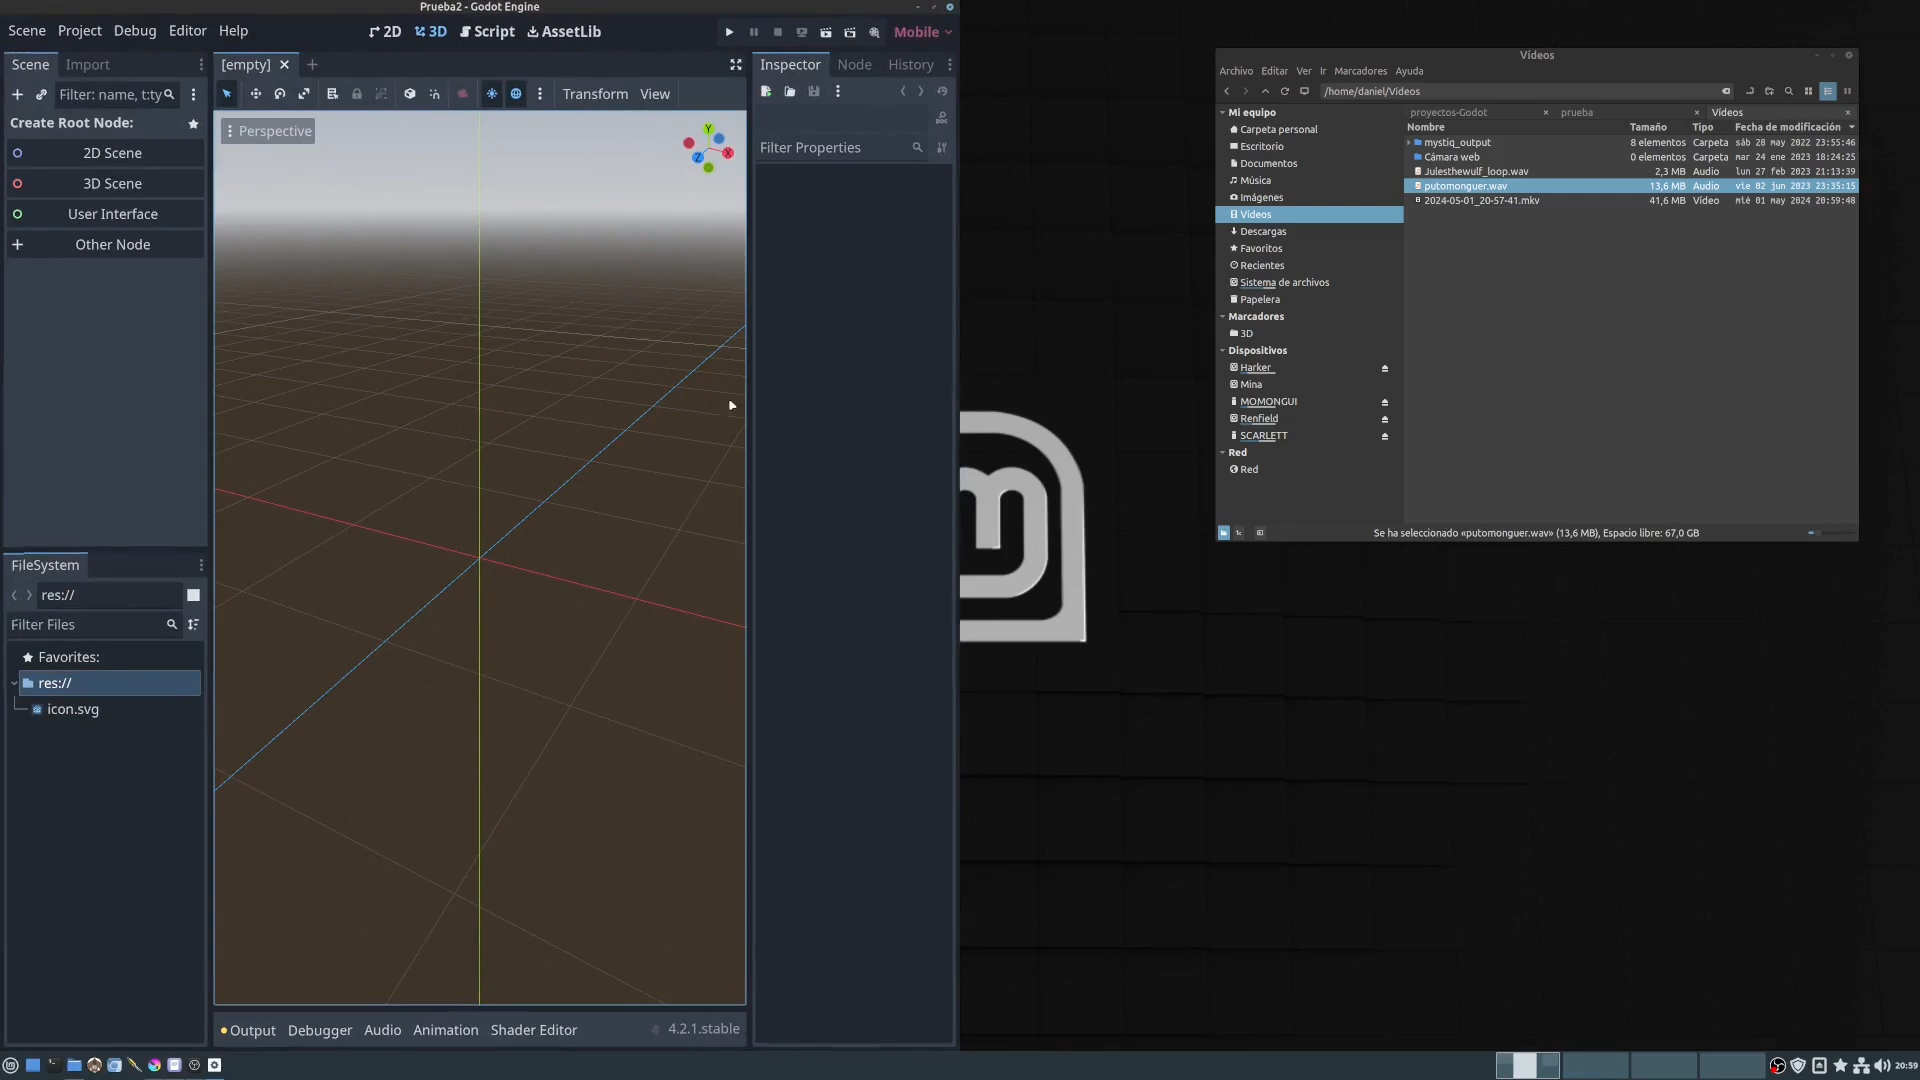 Prueba2 - Godot Engine
Scene Project Debug Editor Help
2D 3D Script AssetLib
Mobile
Scene Import
[empty]
Inspector Node History
Filter: name, t:ty
Transform View
Create Root Node:
2D Scene
3D Scene
User Interface
Other Node
Perspective
Y
X
Z
Filter Properties
FileSystem
res://
Filter Files
Favorites:
res://
icon.svg
Output Debugger Audio Animation Shader Editor
4.2.1.stable
Vídeos
Archivo Editar Ver Ir Marcadores Ayuda
/home/daniel/Vídeos
Mi equipo
Carpeta personal
Escritorio
Documentos
Música
Imágenes
Vídeos
Descargas
Favoritos
Recientes
Sistema de archivos
Papelera
Marcadores
3D
Dispositivos
Harker
Mina
MOMONGUI
Renfield
SCARLETT
Red
Red
proyectos-Godot prueba Vídeos
Nombre Tamaño Tipo Fecha de modificación
mystiq_output 8 elementos Carpeta sáb 28 may 2022 23:55:46
Cámara web 0 elementos Carpeta mar 24 ene 2023 18:24:25
Julesthewulf_loop.wav 2,3 MB Audio lun 27 feb 2023 21:13:39
putomonguer.wav 13,6 MB Audio vie 02 jun 2023 23:35:15
2024-05-01_20-57-41.mkv 41,6 MB Vídeo mié 01 may 2024 20:59:48
Se ha seleccionado «putomonguer.wav» (13,6 MB), Espacio libre: 67,0 GB
m
20:59